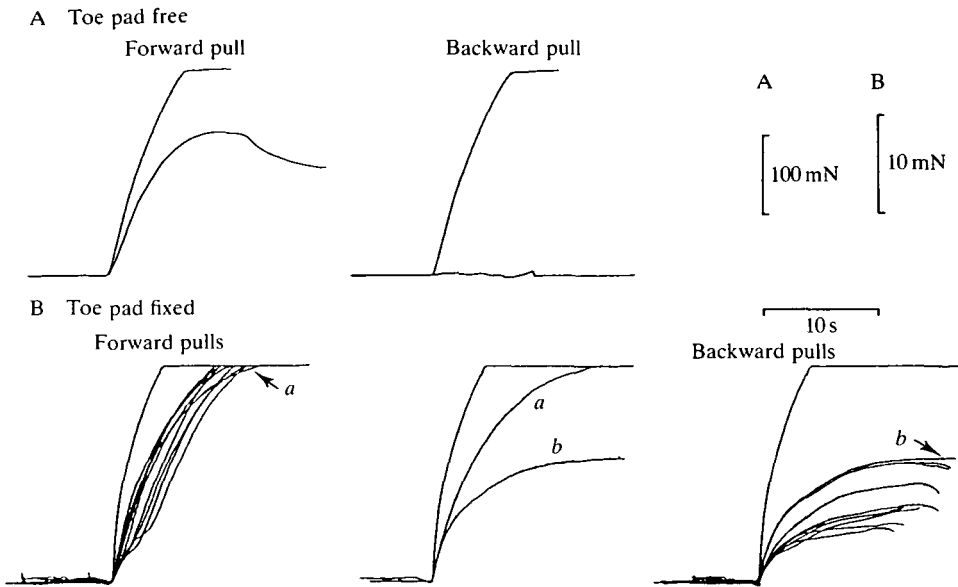 A Toe pad free
Forward pull
Backward pull
A
B
100 mN
10 mN
B Toe pad fixed
10 s
Forward pulls
Backward pulls
a
a
b
b